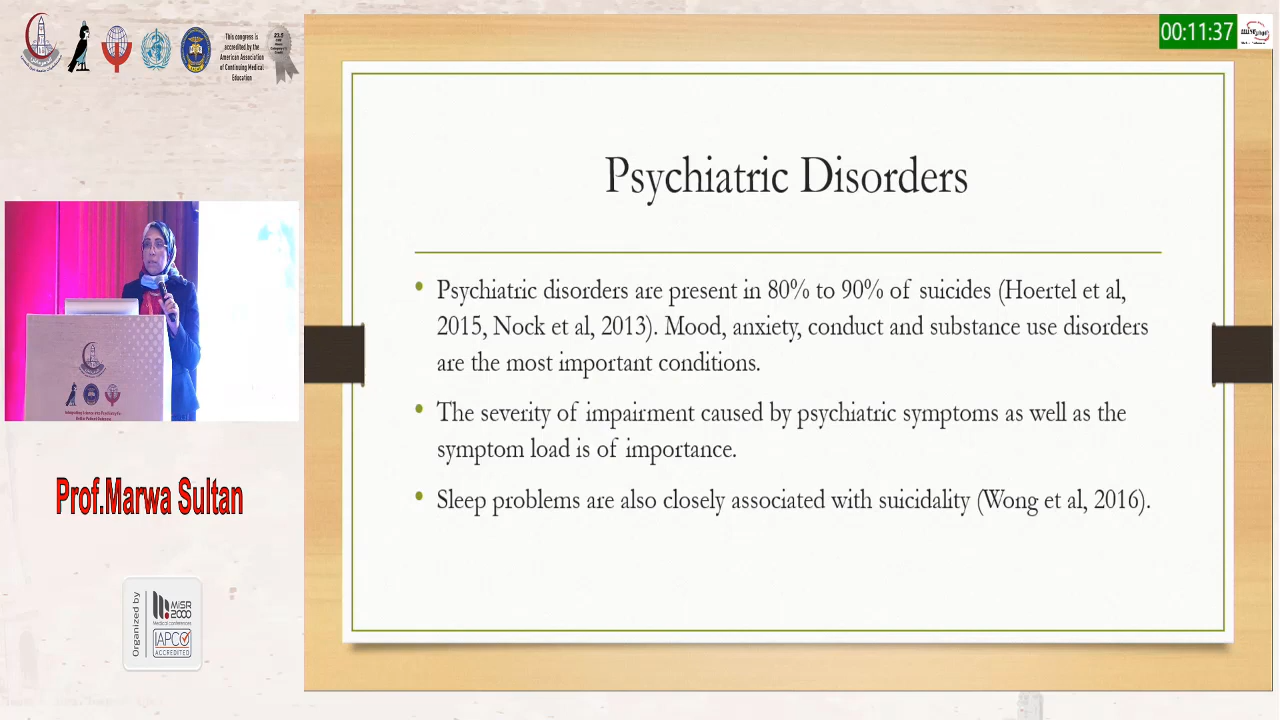 This congress is
accredited by the
American Association
of Continuing Medical
Education
00:11:37
Psychiatric Disorders
• Psychiatric disorders are present in 80% to 90% of suicides (Hoertel et al,
2015, Nock et al, 2013). Mood, anxiety, conduct and substance use disorders
are the most important conditions.
• The severity of impairment caused by psychiatric symptoms as well as the
symptom load is of importance.
• Sleep problems are also closely associated with suicidality (Wong et al, 2016).
Prof.Marwa Sultan
Organized by
MiSR
2000
Medical conferences
IAPCO
ACCREDITED